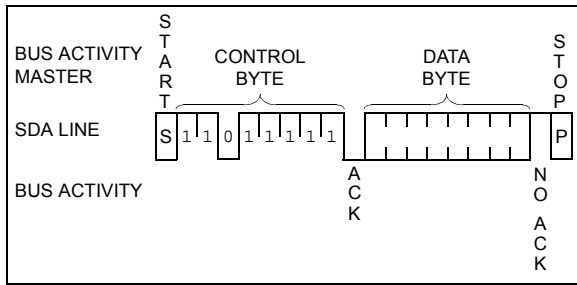 BUS ACTIVITY
MASTER
START
CONTROL
BYTE
DATA
BYTE
STOP
SDA LINE
S 1 1 0 1 1 1 1 1
P
BUS ACTIVITY
ACK
NO ACK